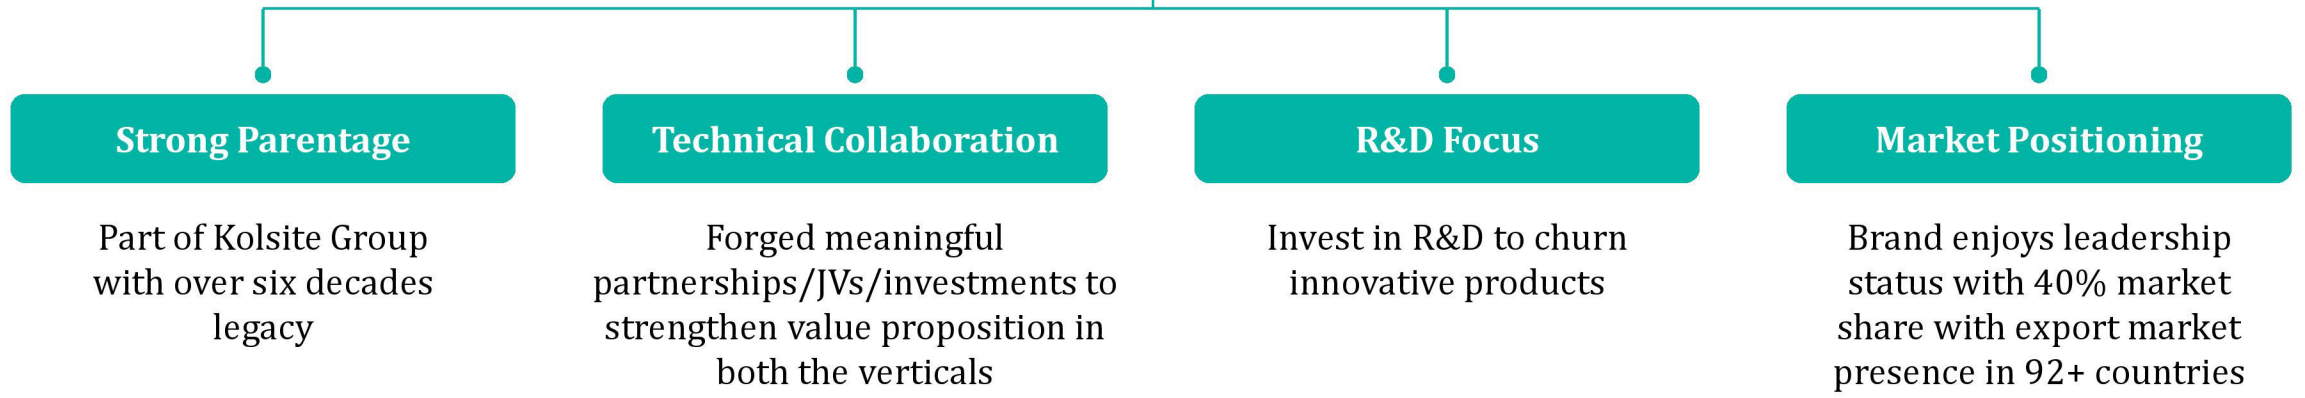 Strong Parentage
Part of Kolsite Group
with over six decades
legacy
Technical Collaboration
Forged meaningful
partnerships/JVs/investments to
strengthen value proposition in
both the verticals
R&D Focus
Invest in R&D to churn
innovative products
Market Positioning
Brand enjoys leadership
status with 40% market
share with export market
presence in 92+ countries